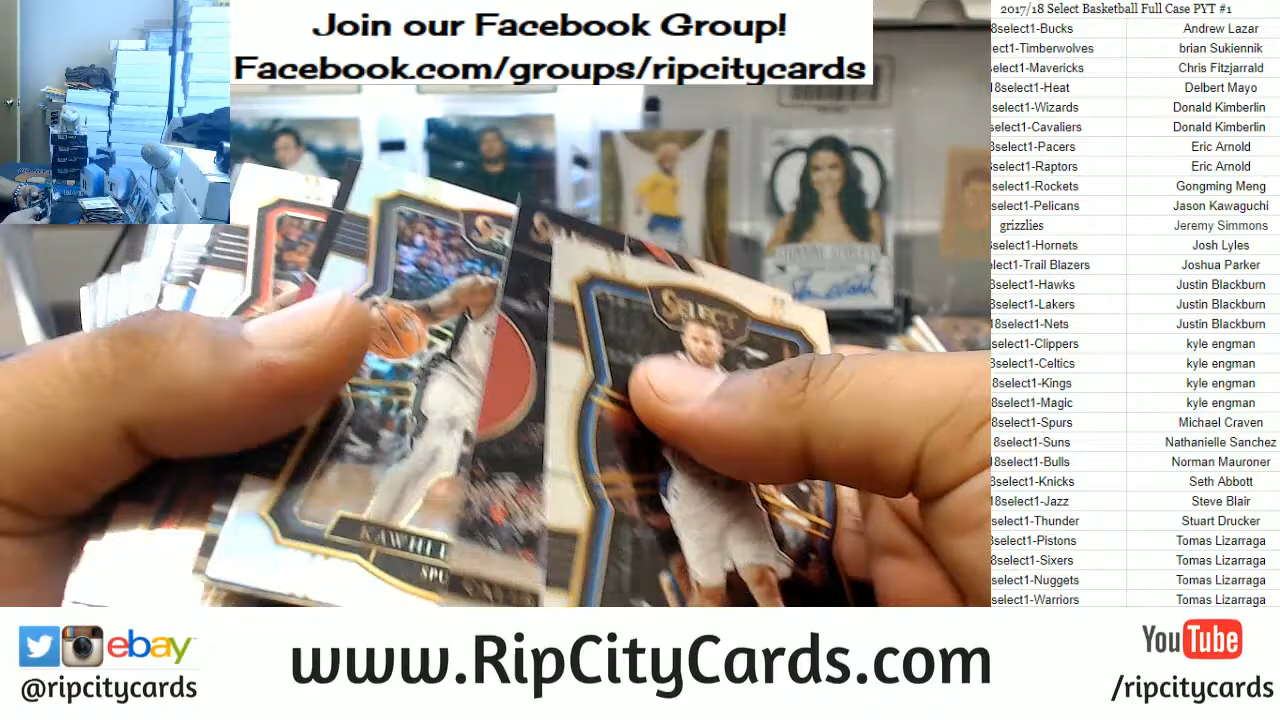 Join our Facebook Group!
Facebook.com/groups/ripcitycards
2017/18 Select Basketball Full Case PYT #1
8select1-Bucks Andrew Lazar
ect1-Timberwolves brian Sukiennik
elect1-Mavericks Chris Fitzjarrald
18select1-Heat Delbert Mayo
select1-Wizards Donald Kimberlin
select1-Cavaliers Donald Kimberlin
8select1-Pacers Eric Arnold
select1-Raptors Eric Arnold
select1-Rockets Gongming Meng
select1-Pelicans Jason Kawaguchi
grizzlies Jeremy Simmons
select1-Hornets Josh Lyles
lect1-Trail Blazers Joshua Parker
8select1-Hawks Justin Blackburn
select1-Lakers Justin Blackburn
18select1-Nets Justin Blackburn
select1-Clippers kyle engman
8select1-Celtics kyle engman
8select1-Kings kyle engman
8select1-Magic kyle engman
8select1-Spurs Michael Craven
8select1-Suns Nathanielle Sanchez
18select1-Bulls Norman Mauroner
8select1-Knicks Seth Abbott
18select1-Jazz Steve Blair
select1-Thunder Stuart Drucker
8select1-Pistons Tomas Lizarraga
8select1-Sixers Tomas Lizarraga
select1-Nuggets Tomas Lizarraga
select1-Warriors Tomas Lizarraga
SELECT
KAWHI
SPU
ebay
@ripcitycards
www.RipCityCards.com
YouTube
/ripcitycards